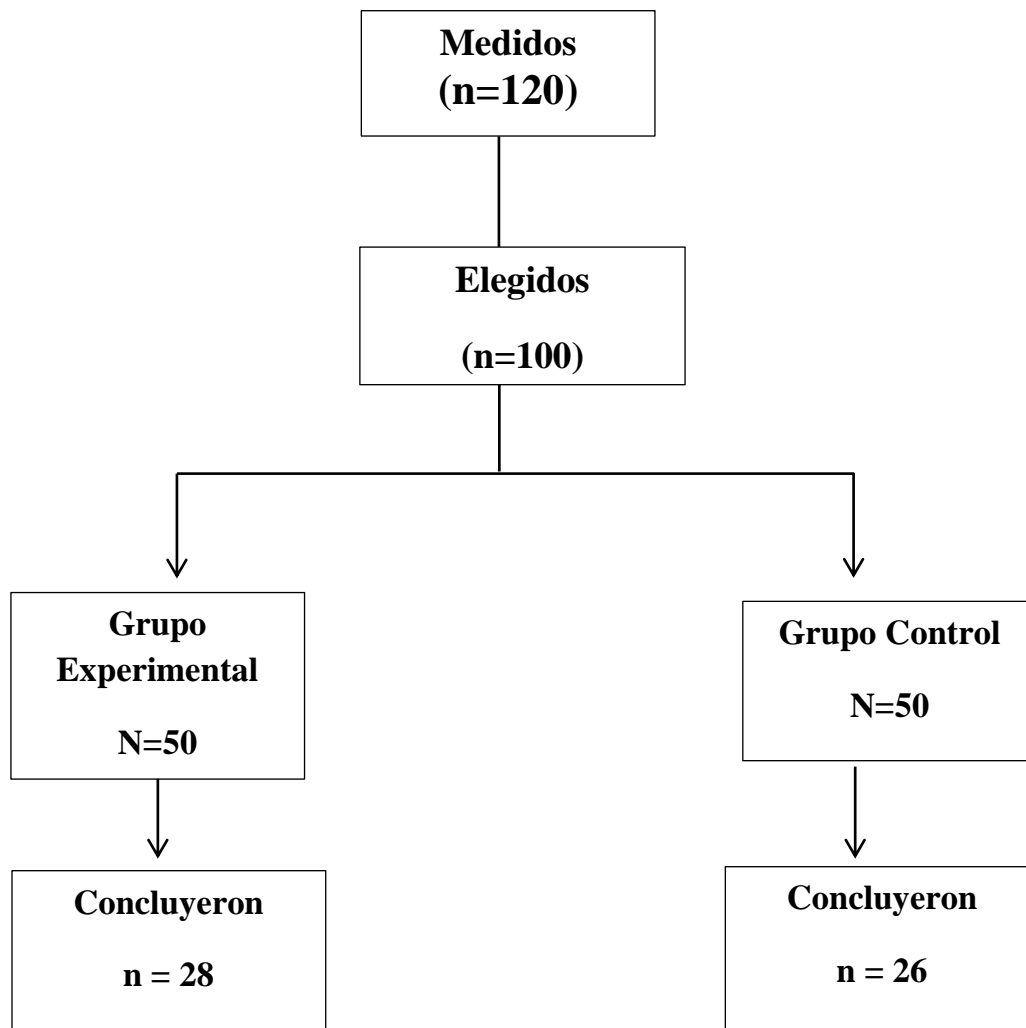 Medidos
(n=120)
Elegidos
(n=100)
Grupo
Experimental
N=50
Grupo Control
N=50
Concluyeron
n = 28
Concluyeron
n = 26